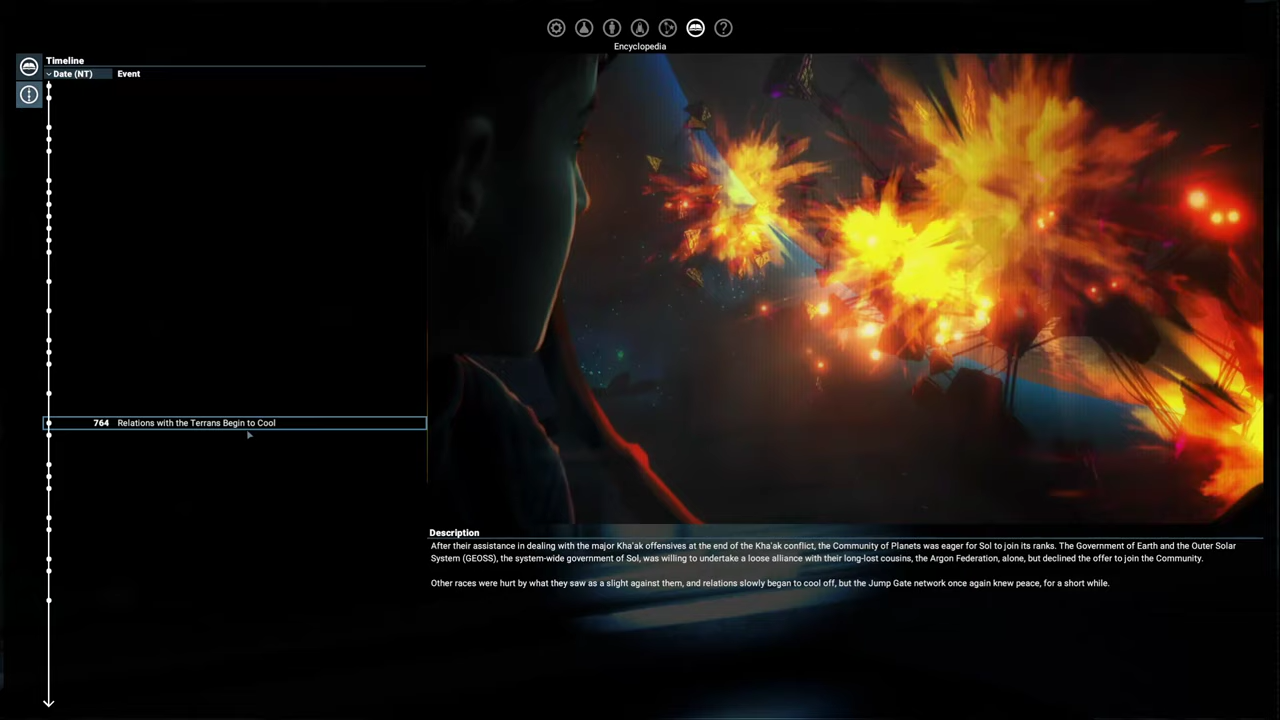 Encyclopedia
Timeline
Date (NT) Event
764 Relations with the Terrans Begin to Cool
Description
After their assistance in dealing with the major Kha'ak offensives at the end of the Kha'ak conflict, the Community of Planets was eager for Sol to join its ranks. The Government of Earth and the Outer Solar
System (GEOSS), the system-wide government of Sol, was willing to undertake a loose alliance with their long-lost cousins, the Argon Federation, alone, but declined the offer to join the Community.
Other races were hurt by what they saw as a slight against them, and relations slowly began to cool off, but the Jump Gate network once again knew peace, for a short while.